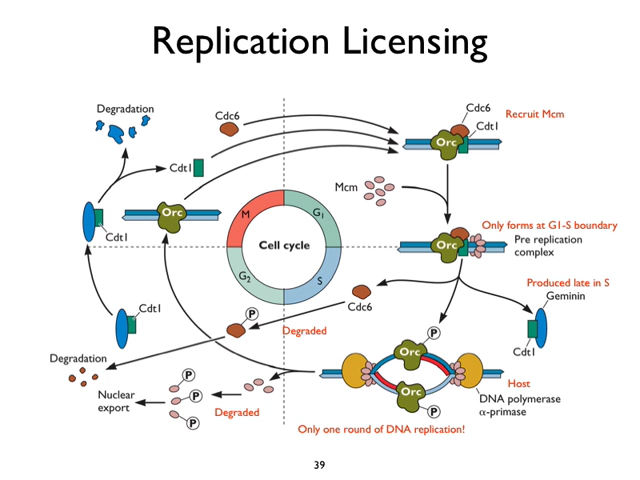 Replication Licensing
Degradation
Cdc6
Cdc6
Cdt1
Recruit Mcm
Orc
Cdt1
Mcm
Orc
M
G1
Cdt1
Only forms at G1-S boundary
Orc
Pre replication
complex
Cell cycle
G2
S
Produced late in S
Geminin
Cdt1
Cdc6
P
Degraded
P
Cdt1
Orc
Degradation
P
Nuclear
export
P
P
Degraded
Host
DNA polymerase
α-primase
Orc
P
Only one round of DNA replication!
39